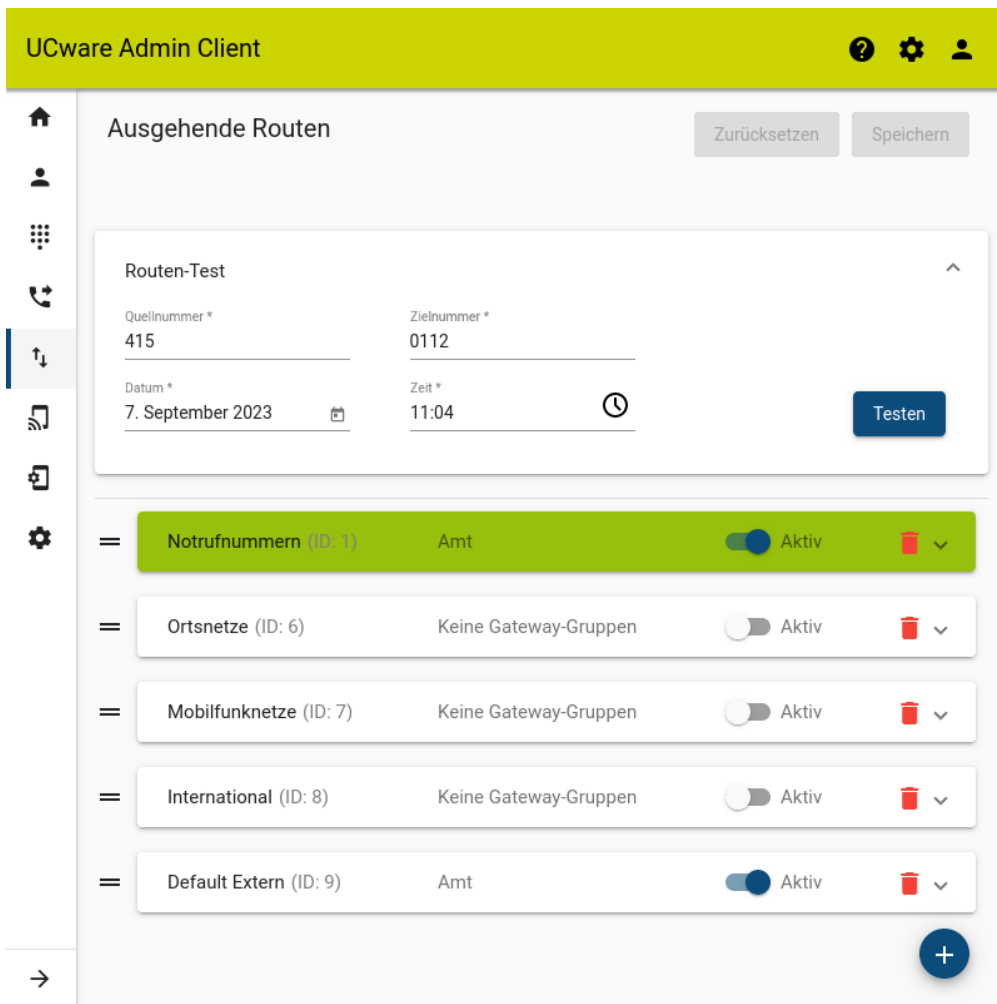 UCware Admin Client
Ausgehende Routen
Zurücksetzen
Speichern
Routen-Test
Quellnummer *
Zielnummer *
415
0112
Datum *
Zeit *
7. September 2023
11:04
Testen
Notrufnummern (ID: 1) Amt Aktiv
Ortsnetze (ID: 6) Keine Gateway-Gruppen Aktiv
Mobilfunknetze (ID: 7) Keine Gateway-Gruppen Aktiv
International (ID: 8) Keine Gateway-Gruppen Aktiv
Default Extern (ID: 9) Amt Aktiv